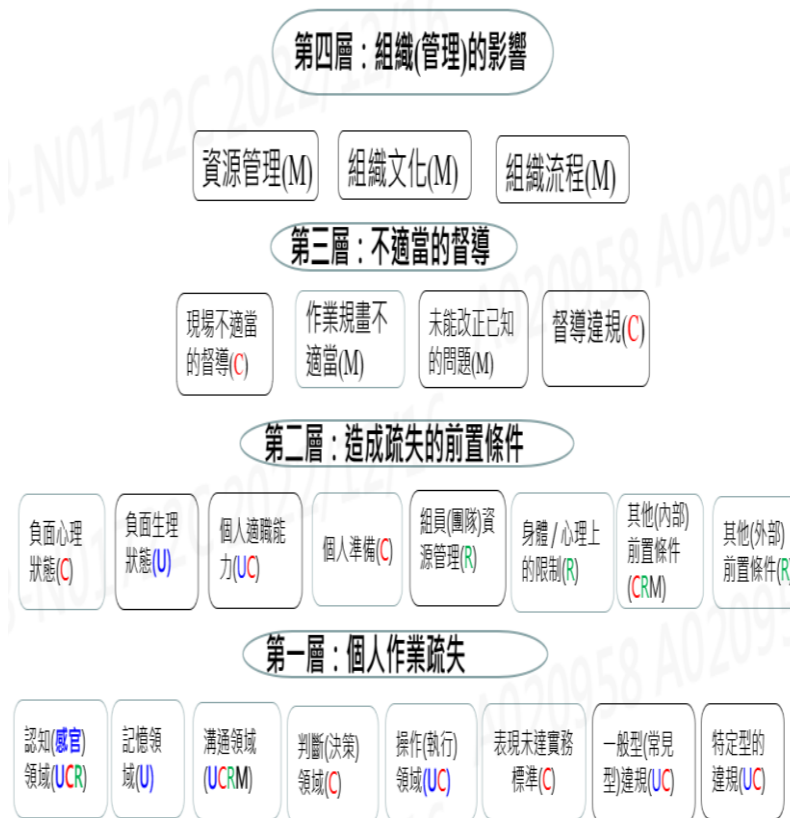 第四層：組織(管理)的影響
資源管理(M)
組織文化(M)
組織流程(M)
第三層：不適當的督導
現場不適當
的督導(C)
作業規畫不
適當(M)
未能改正已知
的問題(M)
督導違規(C)
第二層：造成疏失的前置條件
負面心理
狀態(C)
負面生理
狀態(U)
個人適職能
力(UC)
個人準備(C)
組員(團隊)資
源管理(R)
身體/心理上
的限制(R)
其他(內部)
前置條件
(CRM)
其他(外部)
前置條件(R
第一層：個人作業疏失
認知(感官)
領域(UCR)
記憶領
域(U)
溝通領域
(UCRM)
判斷(決策)
領域(C)
操作(執行)
領域(UC)
表現未達實務
標準(C)
一般型(常見
型)違規(UC)
特定型的
違規(UC)
-N01722C 2022/12/16
A020958 A02095